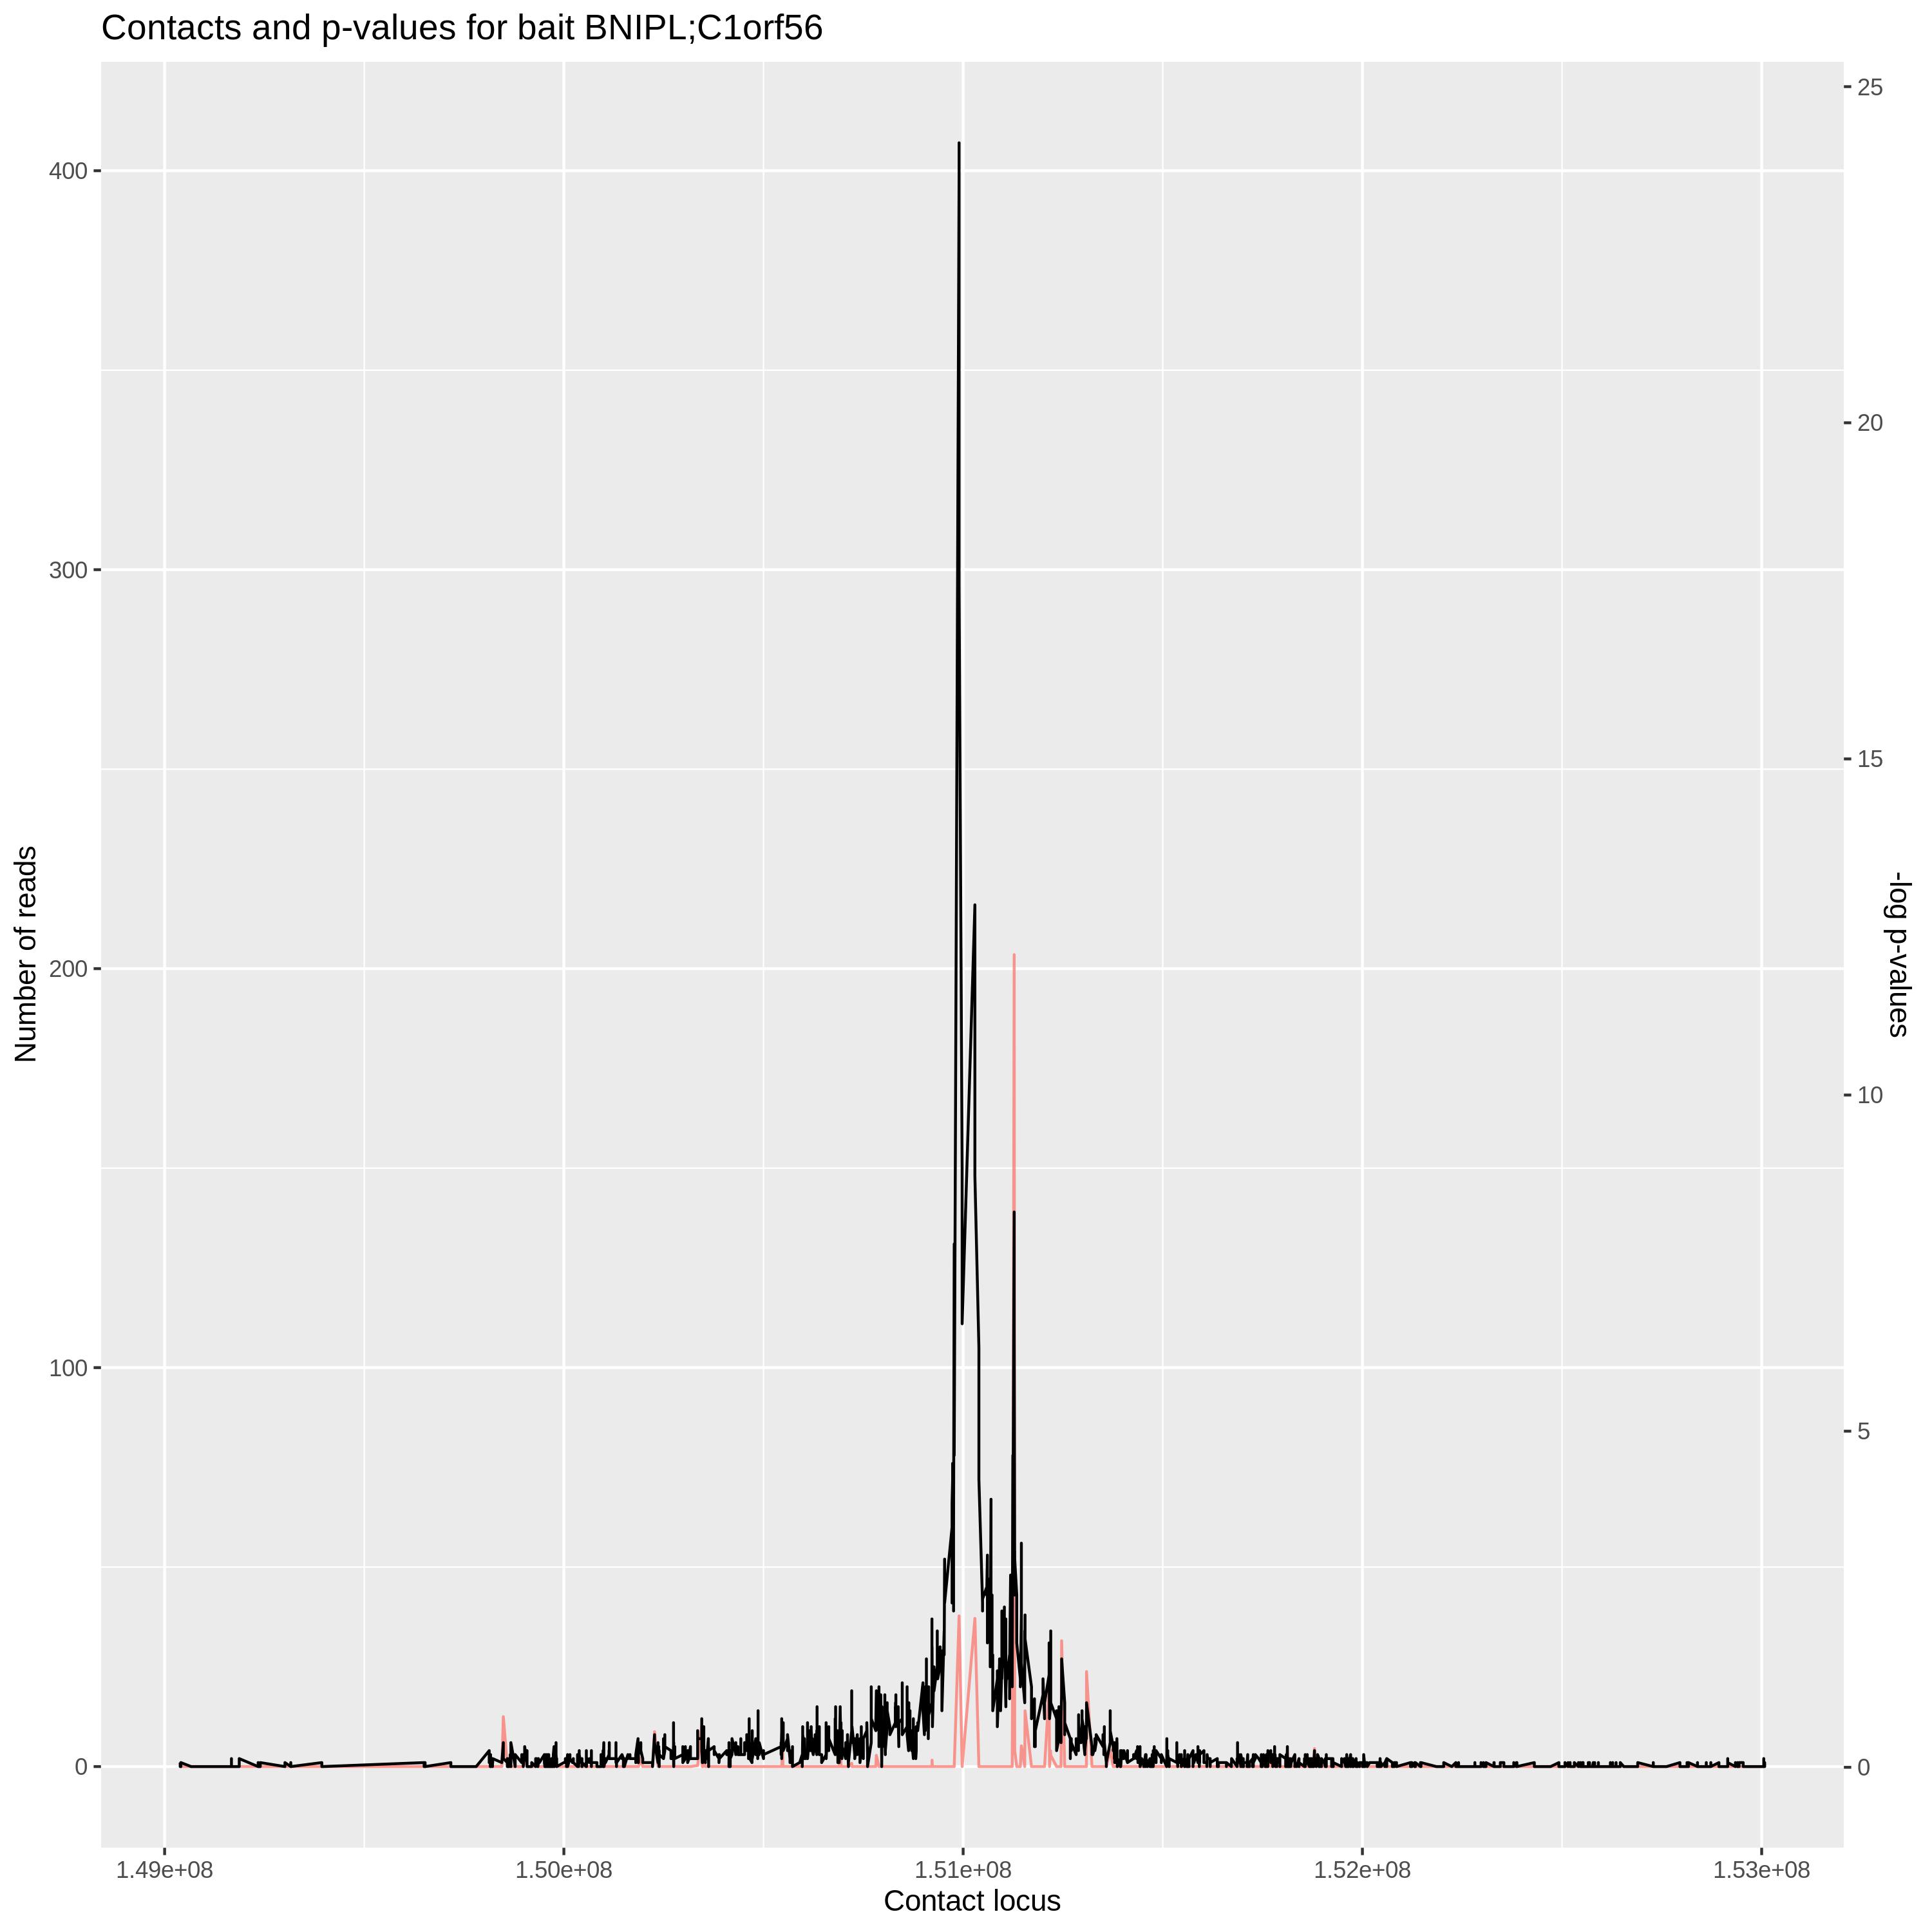 Contacts and p-values for bait BNIPL;C1orf56
25
400
20
300
15
Number of reads
-log p-values
200
10
100
5
0
0
1.49e+08
1.50e+08
1.51e+08
1.52e+08
1.53e+08
Contact locus